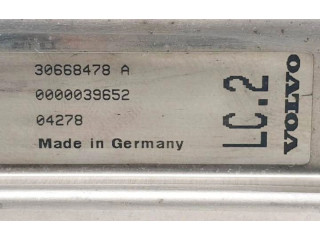 30668478 A
0000039652
04278
Made in Germany
LC.2
VOLVO